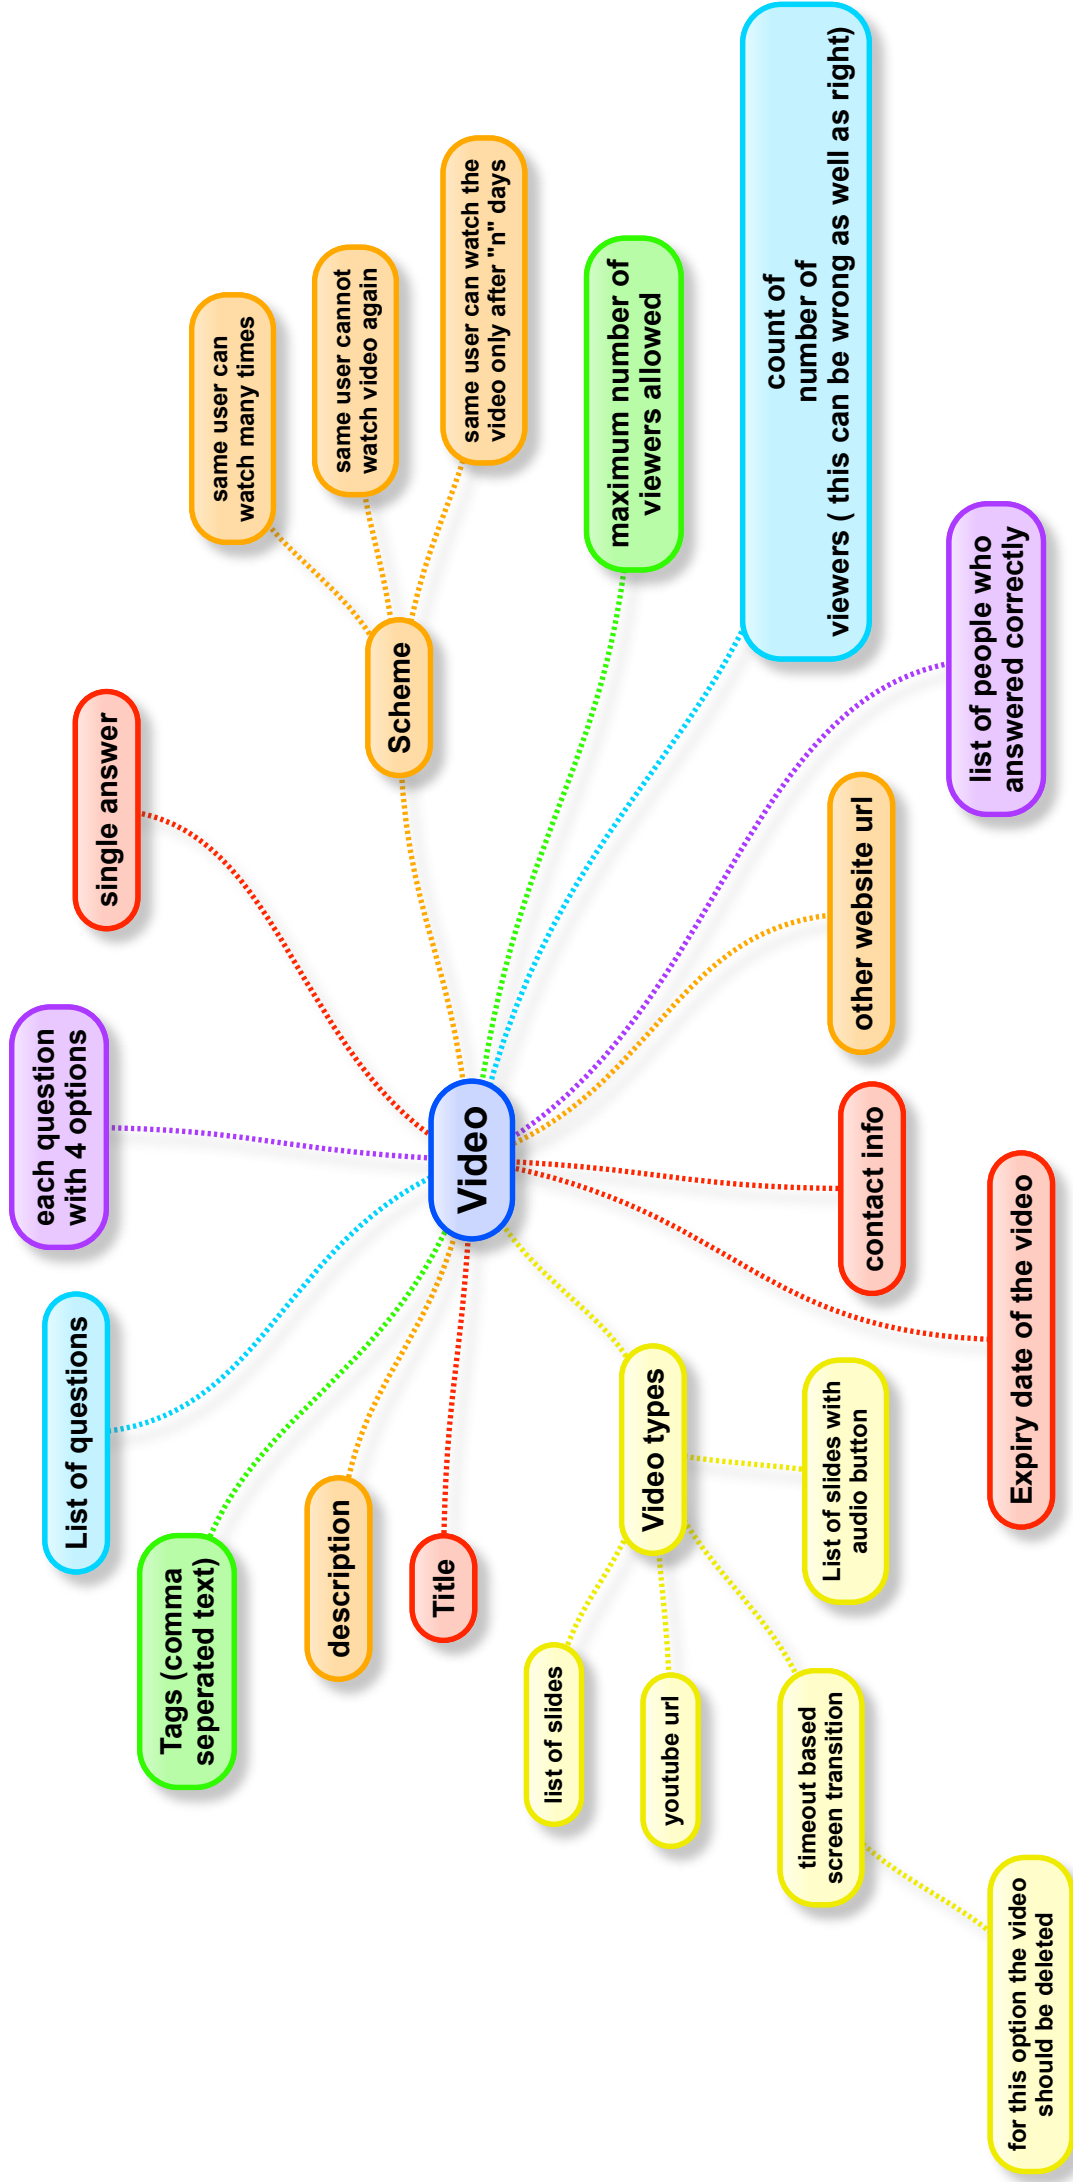 Video
single answer
each question
with 4 options
List of questions
Tags (comma
seperated text)
description
Title
Scheme
same user can
watch many times
same user cannot
watch video again
same user can watch the
video only after "n" days
maximum number of
viewers allowed
count of
number of
viewers ( this can be wrong as well as right)
list of people who
answered correctly
other website url
contact info
Expiry date of the video
Video types
list of slides
youtube url
timeout based
screen transition
for this option the video
should be deleted
List of slides with
audio button